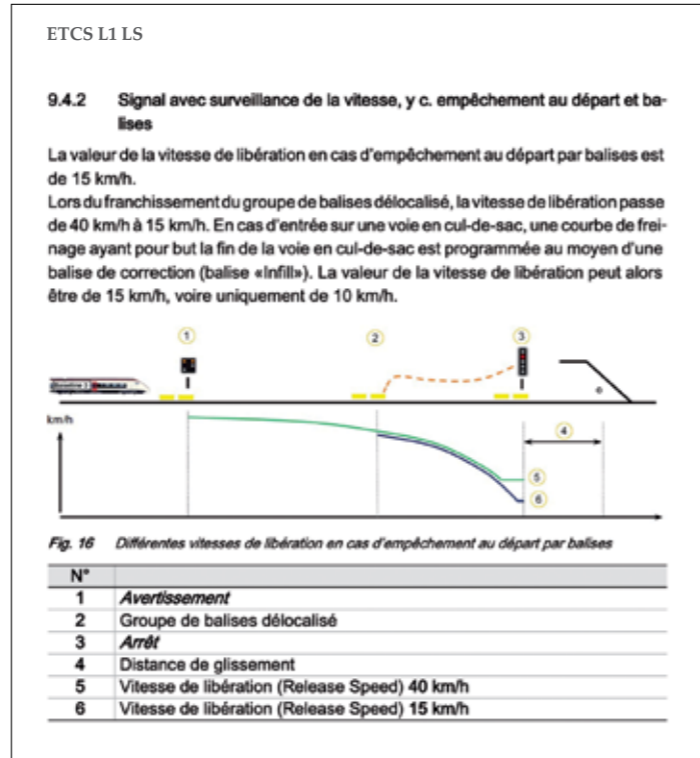 ETCS L1 LS
9.4.2 Signal avec surveillance de la vitesse, y c. empêchement au départ et ba-
lises
La valeur de la vitesse de libération en cas d'empêchement au départ par balises est
de 15 km/h.
Lors du franchissement du groupe de balises délocalisé, la vitesse de libération passe
de 40 km/h à 15 km/h. En cas d'entrée sur une voie en cul-de-sac, une courbe de frei-
nage ayant pour but la fin de la voie en cul-de-sac est programmée au moyen d'une
balise de correction (balise «Infill»). La valeur de la vitesse de libération peut alors
être de 15 km/h, voire uniquement de 10 km/h.
1 2 3
km/h
4
5
6
Fig. 16 Différentes vitesses de libération en cas d'empêchement au départ par balises
N°
1 Avertissement
2 Groupe de balises délocalisé
3 Arrêt
4 Distance de glissement
5 Vitesse de libération (Release Speed) 40 km/h
6 Vitesse de libération (Release Speed) 15 km/h